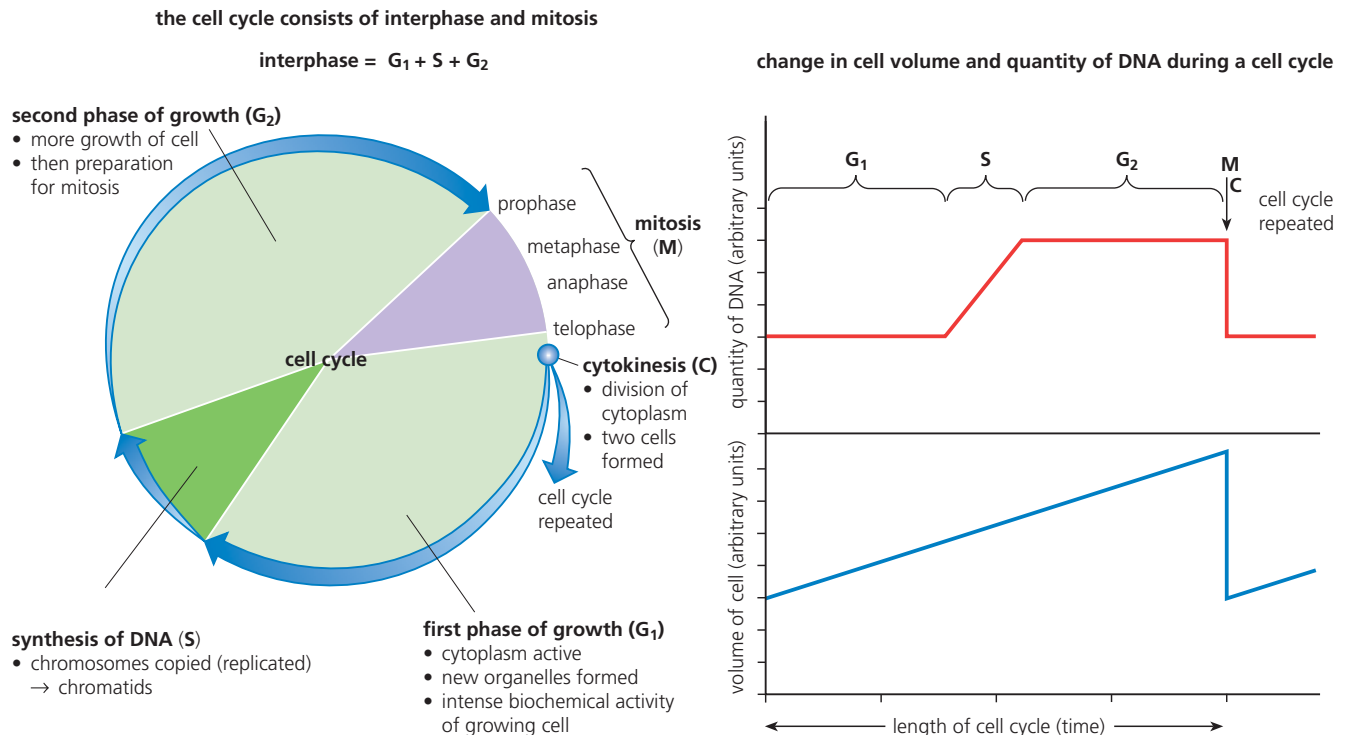 the cell cycle consists of interphase and mitosis
interphase = G₁ + S + G₂
second phase of growth (G₂)
• more growth of cell
• then preparation
for mitosis
prophase
metaphase
anaphase
telophase
mitosis
(M)
cell cycle
cytokinesis (C)
• division of
cytoplasm
• two cells
formed
cell cycle
repeated
synthesis of DNA (S)
• chromosomes copied (replicated)
→ chromatids
first phase of growth (G₁)
• cytoplasm active
• new organelles formed
• intense biochemical activity
of growing cell
change in cell volume and quantity of DNA during a cell cycle
quantity of DNA (arbitrary units)
G₁
S
G₂
M
C
cell cycle
repeated
volume of cell (arbitrary units)
length of cell cycle (time)